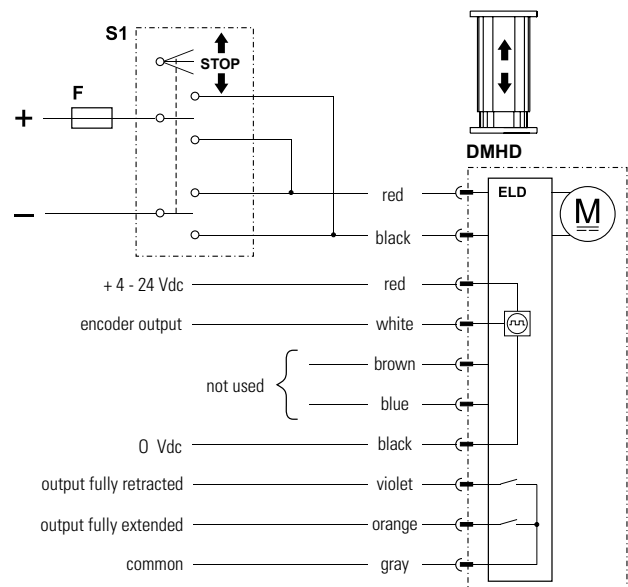 S1
STOP
F
+
−
DMHD
red
ELD
M
black
+ 4 - 24 Vdc
red
encoder output
white
brown
not used
blue
0 Vdc
black
output fully retracted
violet
output fully extended
orange
common
gray